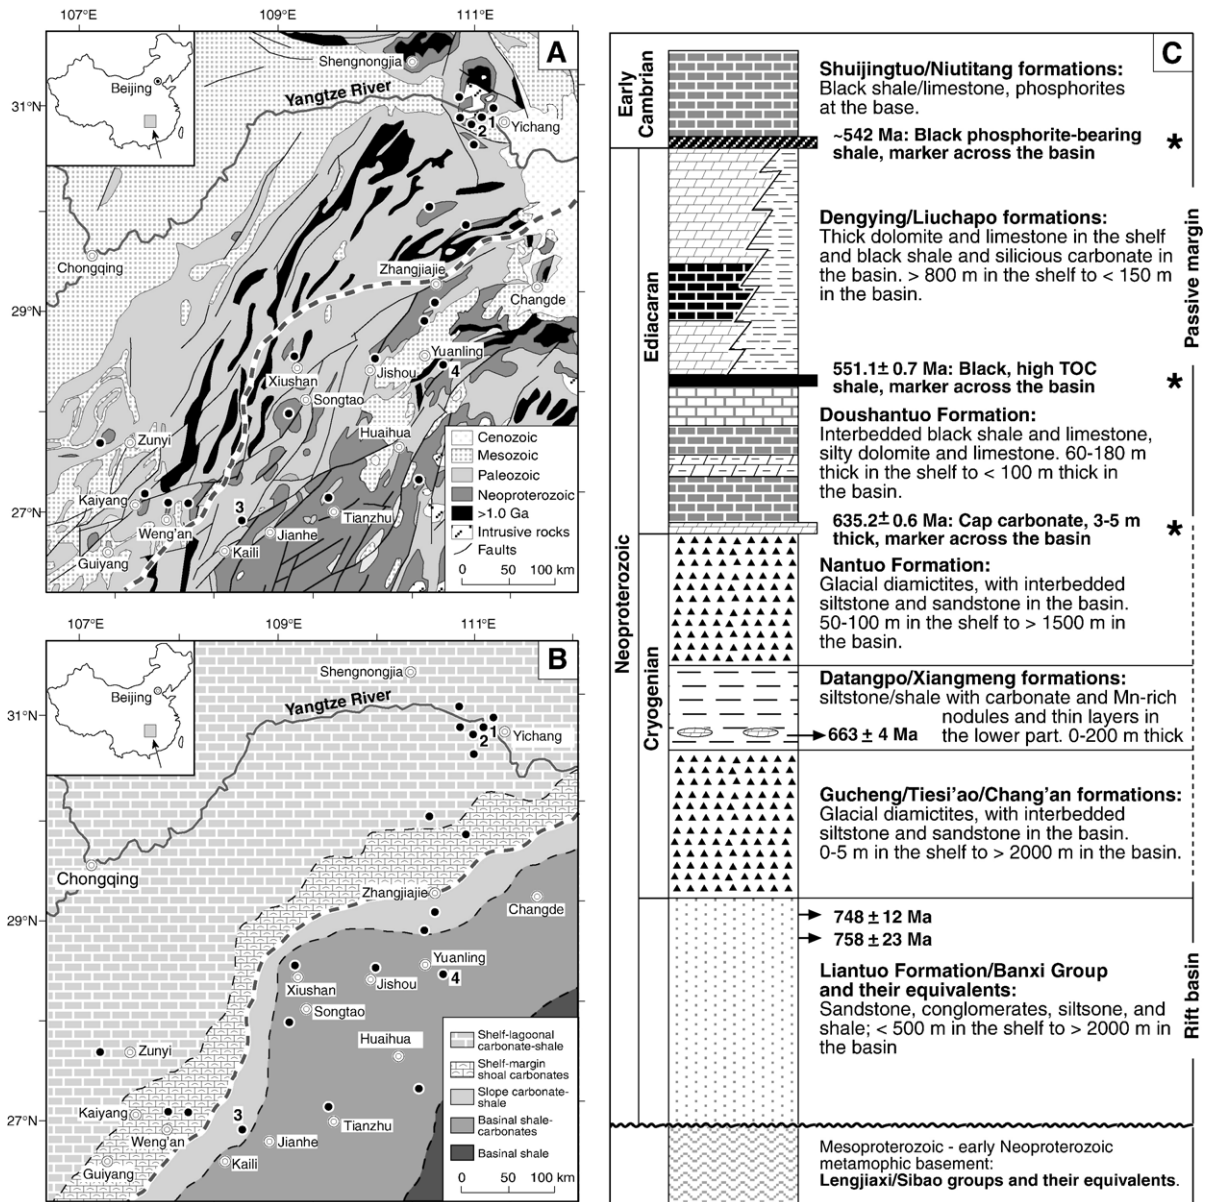 107°E
109°E
111°E
A
Beijing
31°N
29°N
27°N
Shengnongjia
Yangtze River
1
2
Yichang
Chongqing
Zhangjiajie
Changde
Yuanling
4
Xiushan
Jishou
Songtao
Huaihua
Zunyi
Kaiyang
3
Weng'an
Tianzhu
Jianhe
Kaili
Guiyang
Cenozoic
Mesozoic
Paleozoic
Neoproterozoic
>1.0 Ga
Intrusive rocks
Faults
0 50 100 km
107°E
109°E
111°E
B
Beijing
31°N
29°N
27°N
Shengnongjia
Yangtze River
1
2
Yichang
Chongqing
Zhangjiajie
Changde
Yuanling
4
Xiushan
Jishou
Songtao
Huaihua
Zunyi
Kaiyang
3
Weng'an
Tianzhu
Jianhe
Kaili
Guiyang
Shelf-lagoonal
carbonate-shale
Shelf-margin
shoal carbonates
Slope carbonate-
shale
Basinal shale-
carbonates
Basinal shale
0 50 100 km
C
Early
Cambrian
Neoproterozoic
Ediacaran
Cryogenian
Shuijingtuo/Niutitang formations:
Black shale/limestone, phosphorites
at the base.
~542 Ma: Black phosphorite-bearing
shale, marker across the basin
*
Dengying/Liuchapo formations:
Thick dolomite and limestone in the shelf
and black shale and silicious carbonate in
the basin. > 800 m in the shelf to < 150 m
in the basin.
551.1± 0.7 Ma: Black, high TOC
shale, marker across the basin
*
Doushantuo Formation:
Interbedded black shale and limestone,
silty dolomite and limestone. 60-180 m
thick in the shelf to < 100 m thick in
the basin.
635.2± 0.6 Ma: Cap carbonate, 3-5 m
thick, marker across the basin
*
Nantuo Formation:
Glacial diamictites, with interbedded
siltstone and sandstone in the basin.
50-100 m in the shelf to > 1500 m in
the basin.
Datangpo/Xiangmeng formations:
siltstone/shale with carbonate and Mn-rich
nodules and thin layers in
the lower part. 0-200 m thick
663 ± 4 Ma
Gucheng/Tiesi'ao/Chang'an formations:
Glacial diamictites, with interbedded
siltstone and sandstone in the basin.
0-5 m in the shelf to > 2000 m in the basin.
748 ± 12 Ma
758 ± 23 Ma
Liantuo Formation/Banxi Group
and their equivalents:
Sandstone, conglomerates, siltsone, and
shale; < 500 m in the shelf to > 2000 m in
the basin
Mesoproterozoic - early Neoproterozoic
metamophic basement:
Lengjiaxi/Sibao groups and their equivalents.
Passive margin
Rift basin